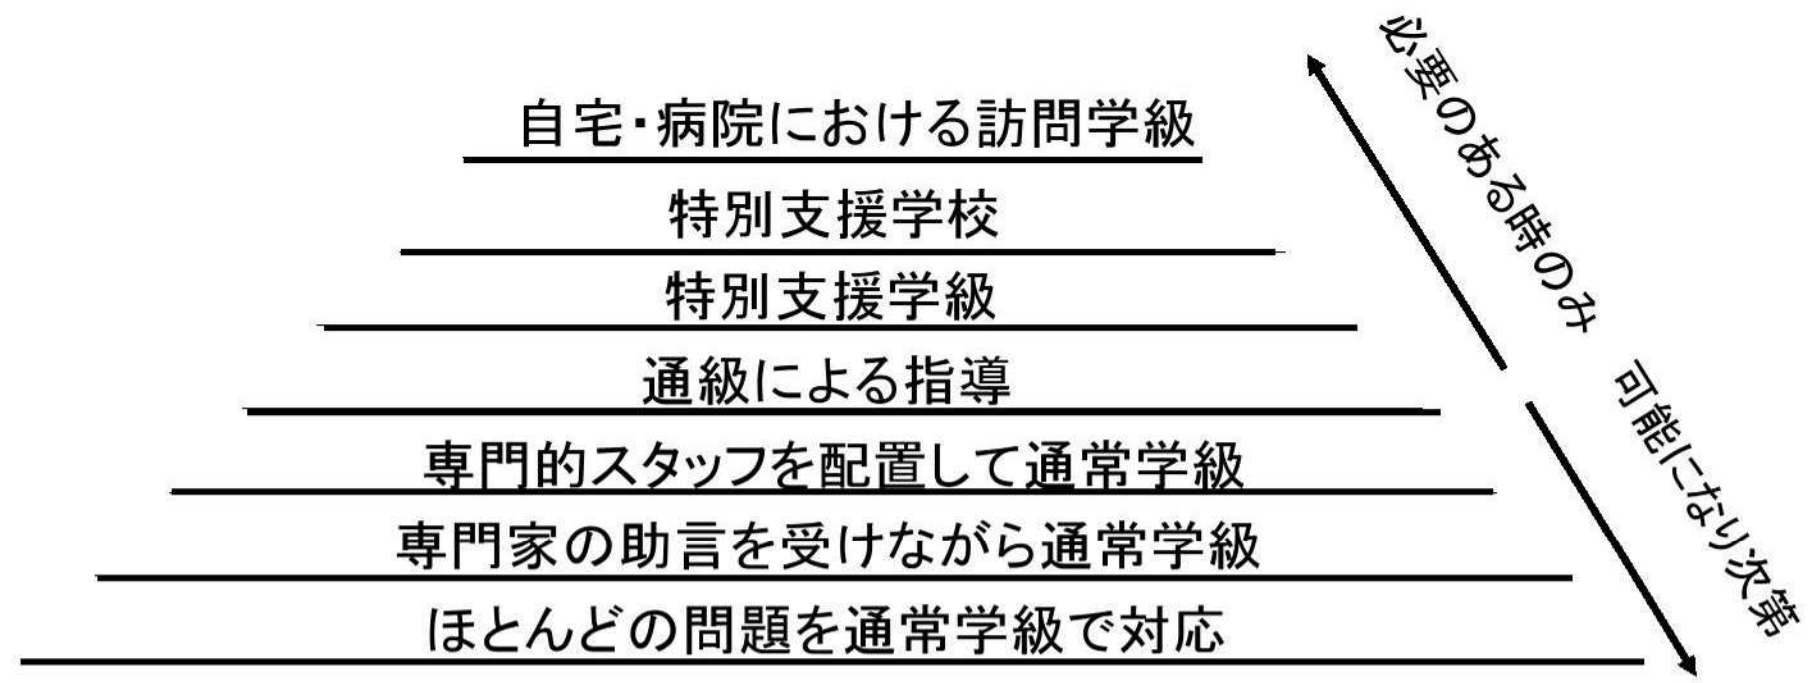 自宅・病院における訪問学級
特別支援学校
特別支援学級
通級による指導
専門的スタッフを配置して通常学級
専門家の助言を受けながら通常学級
ほとんどの問題を通常学級で対応
必要のある時のみ
可能になり次第